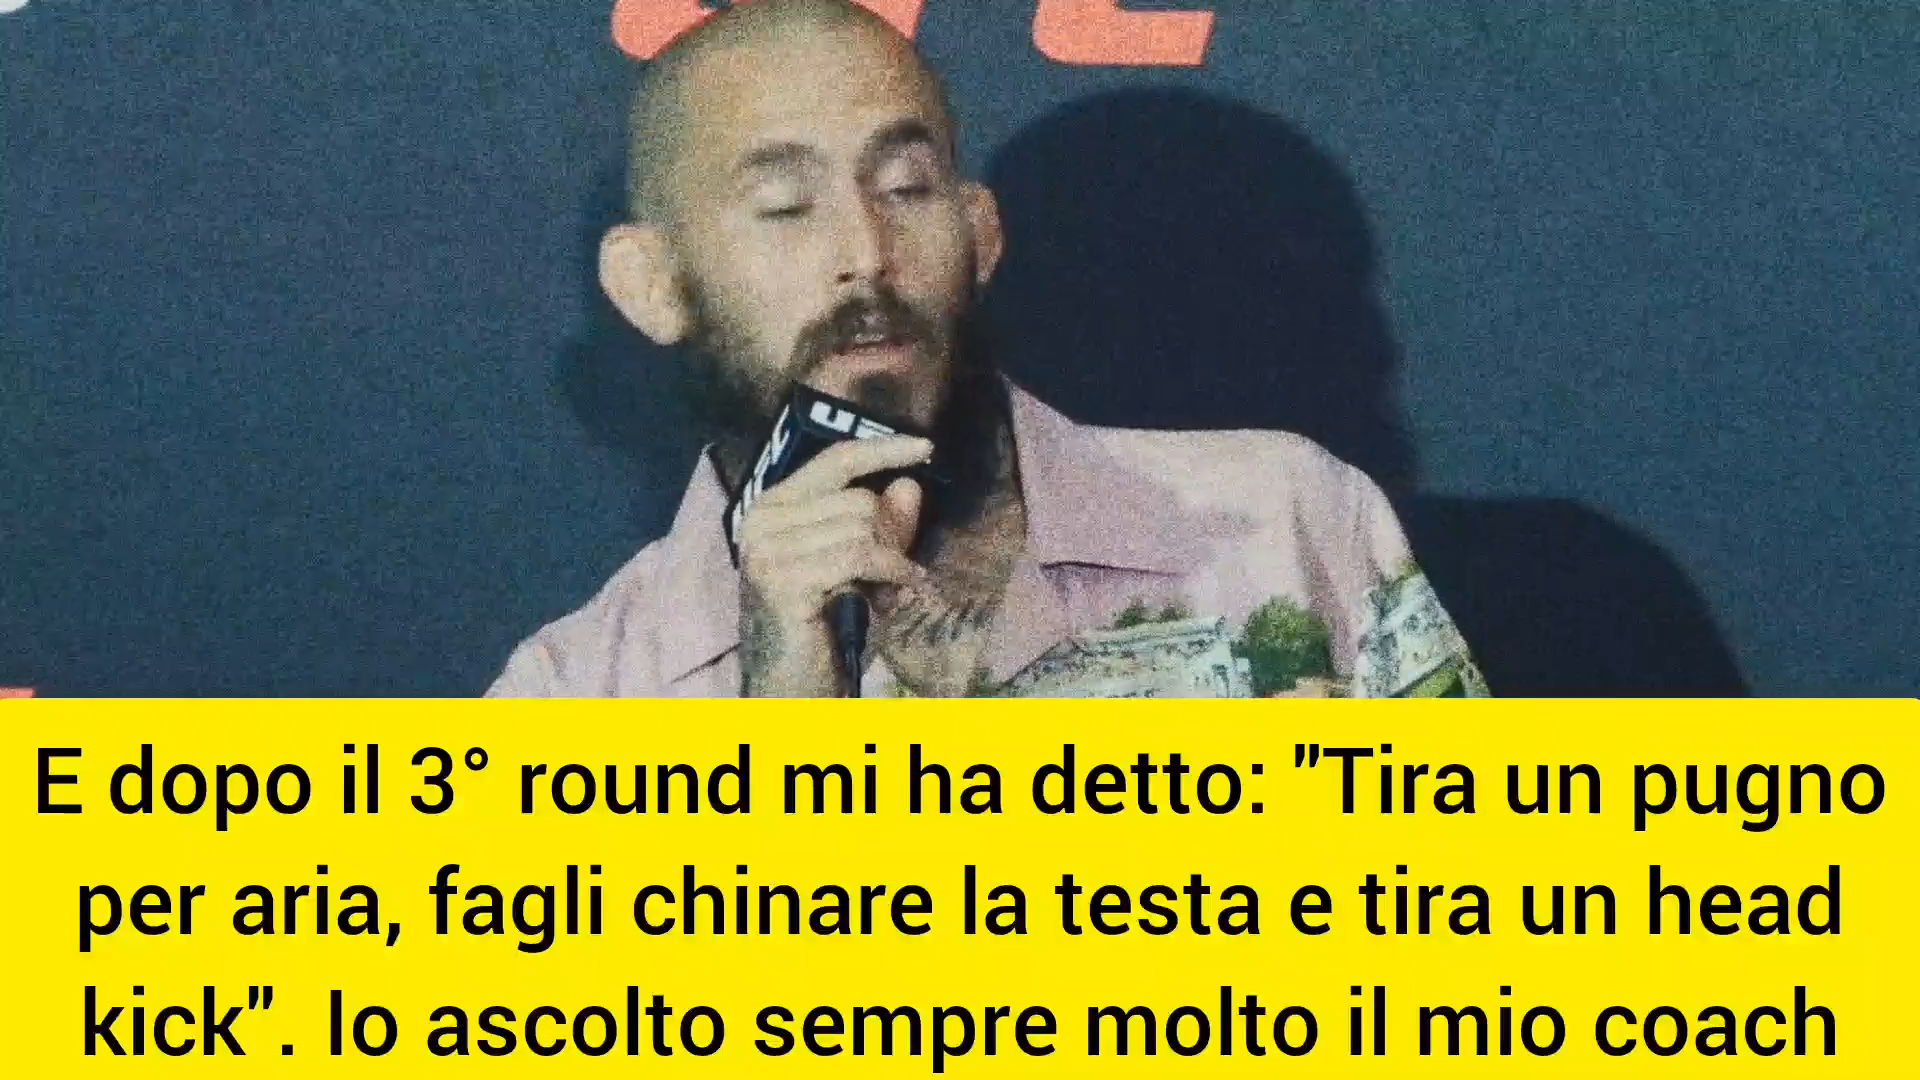 E dopo il 3° round mi ha detto: "Tira un pugno
per aria, fagli chinare la testa e tira un head
kick". Io ascolto sempre molto il mio coach